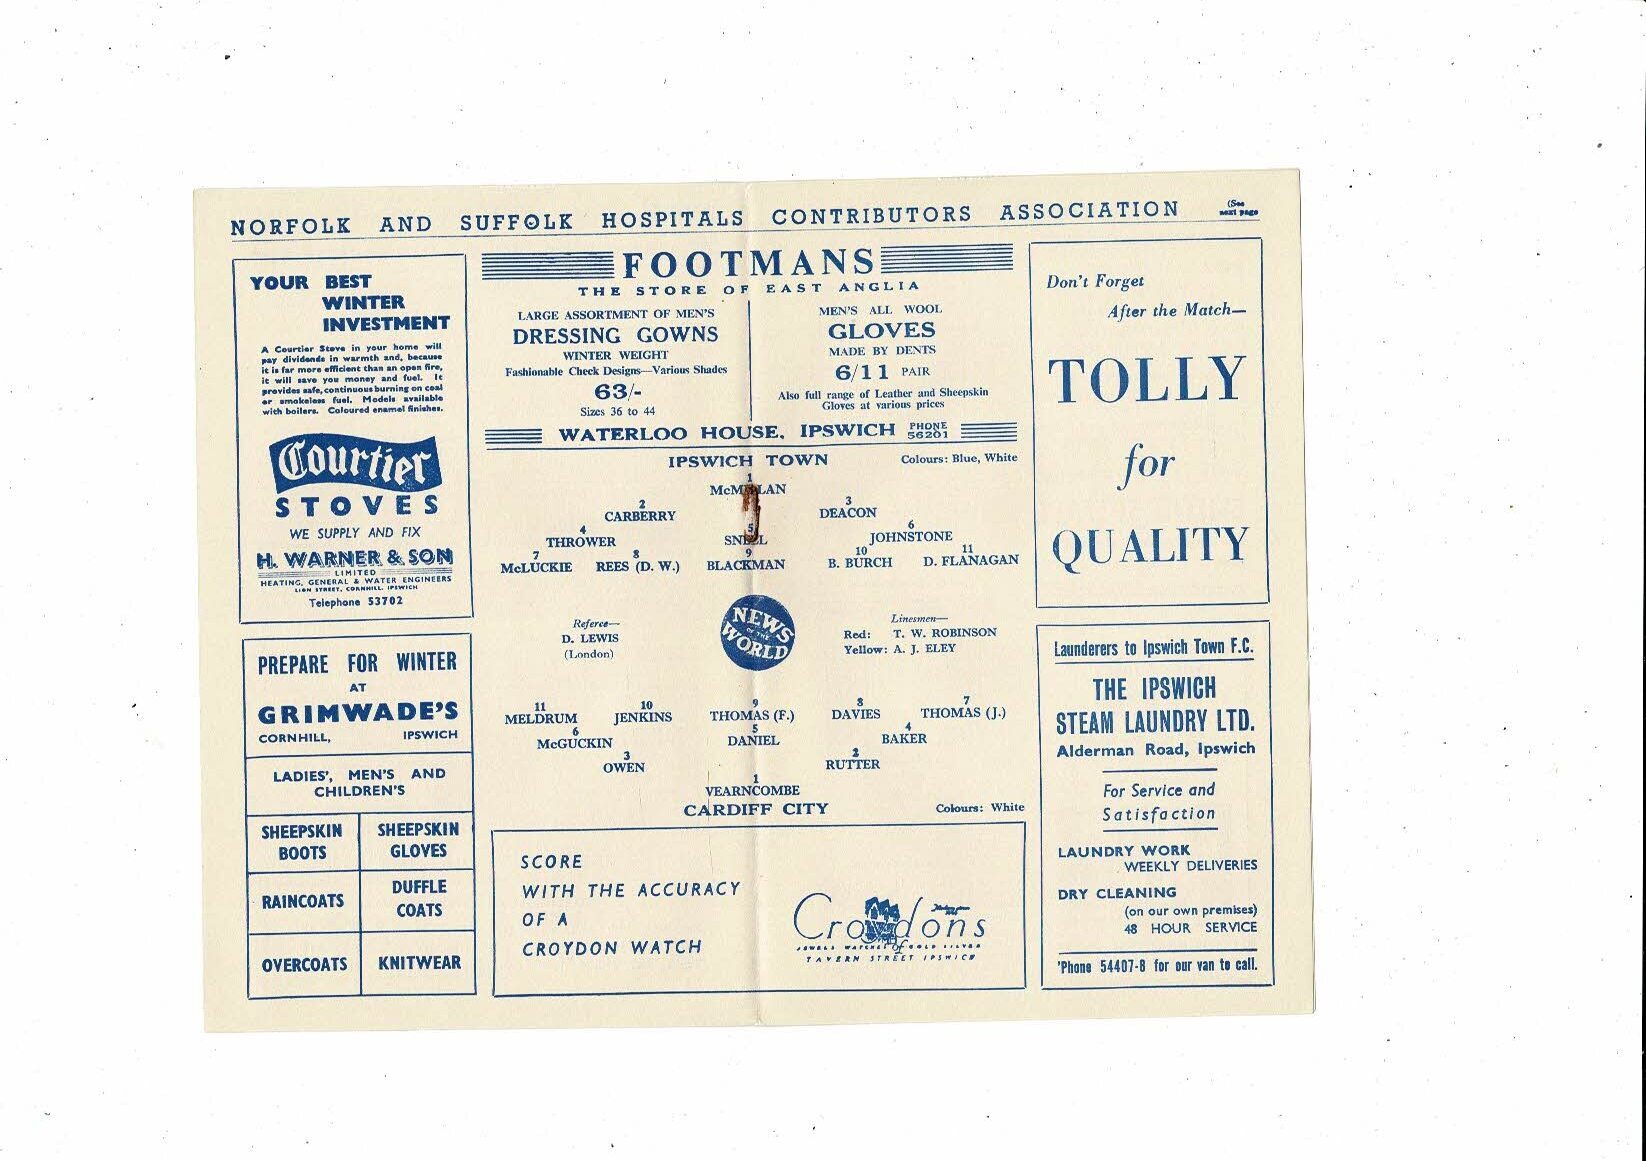 NORFOLK AND SUFFOLK HOSPITALS CONTRIBUTORS ASSOCIATION (See next page
YOUR BEST
WINTER
INVESTMENT
A Courtier Stove in your home will
pay dividends in warmth and, because
it is far more efficient than an open fire,
it will save you money and fuel. It
provides safe, continuous burning on coal
or smokeless fuel. Models available
with boilers. Coloured enamel finishes.
Courtier
STOVES
WE SUPPLY AND FIX
H. WARNER & SON
LIMITED
HEATING, GENERAL & WATER ENGINEERS
LION STREET, CORNHILL, IPSWICH
Telephone 53702
PREPARE FOR WINTER
AT
GRIMWADE'S
CORNHILL, IPSWICH
LADIES', MEN'S AND
CHILDREN'S
SHEEPSKIN
BOOTS
SHEEPSKIN
GLOVES
RAINCOATS
DUFFLE
COATS
OVERCOATS
KNITWEAR
FOOTMANS
THE STORE OF EAST ANGLIA
LARGE ASSORTMENT OF MEN'S
DRESSING GOWNS
WINTER WEIGHT
Fashionable Check Designs—Various Shades
63/-
Sizes 36 to 44
MEN'S ALL WOOL
GLOVES
MADE BY DENTS
6/11 PAIR
Also full range of Leather and Sheepskin
Gloves at various prices
WATERLOO HOUSE, IPSWICH PHONE 56201
IPSWICH TOWN Colours: Blue, White
1
McMILLAN
2 3
CARBERRY DEACON
4 5 6
THROWER SNELL JOHNSTONE
7 8 9 10 11
McLUCKIE REES (D. W.) BLACKMAN B. BURCH D. FLANAGAN
Referee—
D. LEWIS
(London)
NEWS
OF THE
WORLD
Linesmen—
Red: T. W. ROBINSON
Yellow: A. J. ELEY
11 10 9 8 7
MELDRUM JENKINS THOMAS (F.) DAVIES THOMAS (J.)
6 5 4
McGUCKIN DANIEL BAKER
3 2
OWEN RUTTER
1
VEARNCOMBE
CARDIFF CITY Colours: White
SCORE
WITH THE ACCURACY
OF A
CROYDON WATCH
Croydons
JEWELS WATCHES of GOLD SILVER
TAVERN STREET IPSWICH
Don't Forget
After the Match—
TOLLY
for
QUALITY
Launderers to Ipswich Town F.C.
THE IPSWICH
STEAM LAUNDRY LTD.
Alderman Road, Ipswich
For Service and
Satisfaction
LAUNDRY WORK
WEEKLY DELIVERIES
DRY CLEANING
(on our own premises)
48 HOUR SERVICE
'Phone 54407-8 for our van to call.